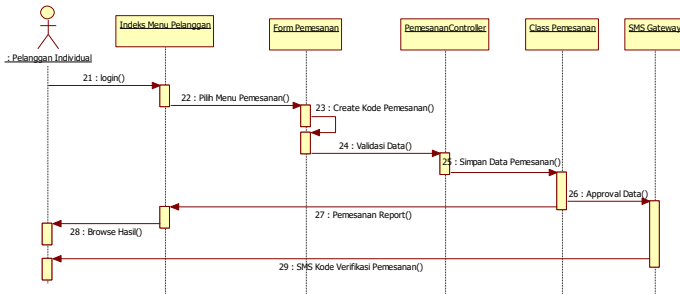 Indeks Menu Pelanggan
Form Pemesanan
PemesananController
Class Pemesanan
SMS Gateway
: Pelanggan Individual
21 : login()
22 : Pilih Menu Pemesanan()
23 : Create Kode Pemesanan()
24 : Validasi Data()
25 : Simpan Data Pemesanan()
26 : Approval Data()
27 : Pemesanan Report()
28 : Browse Hasil()
29 : SMS Kode Verifikasi Pemesanan()